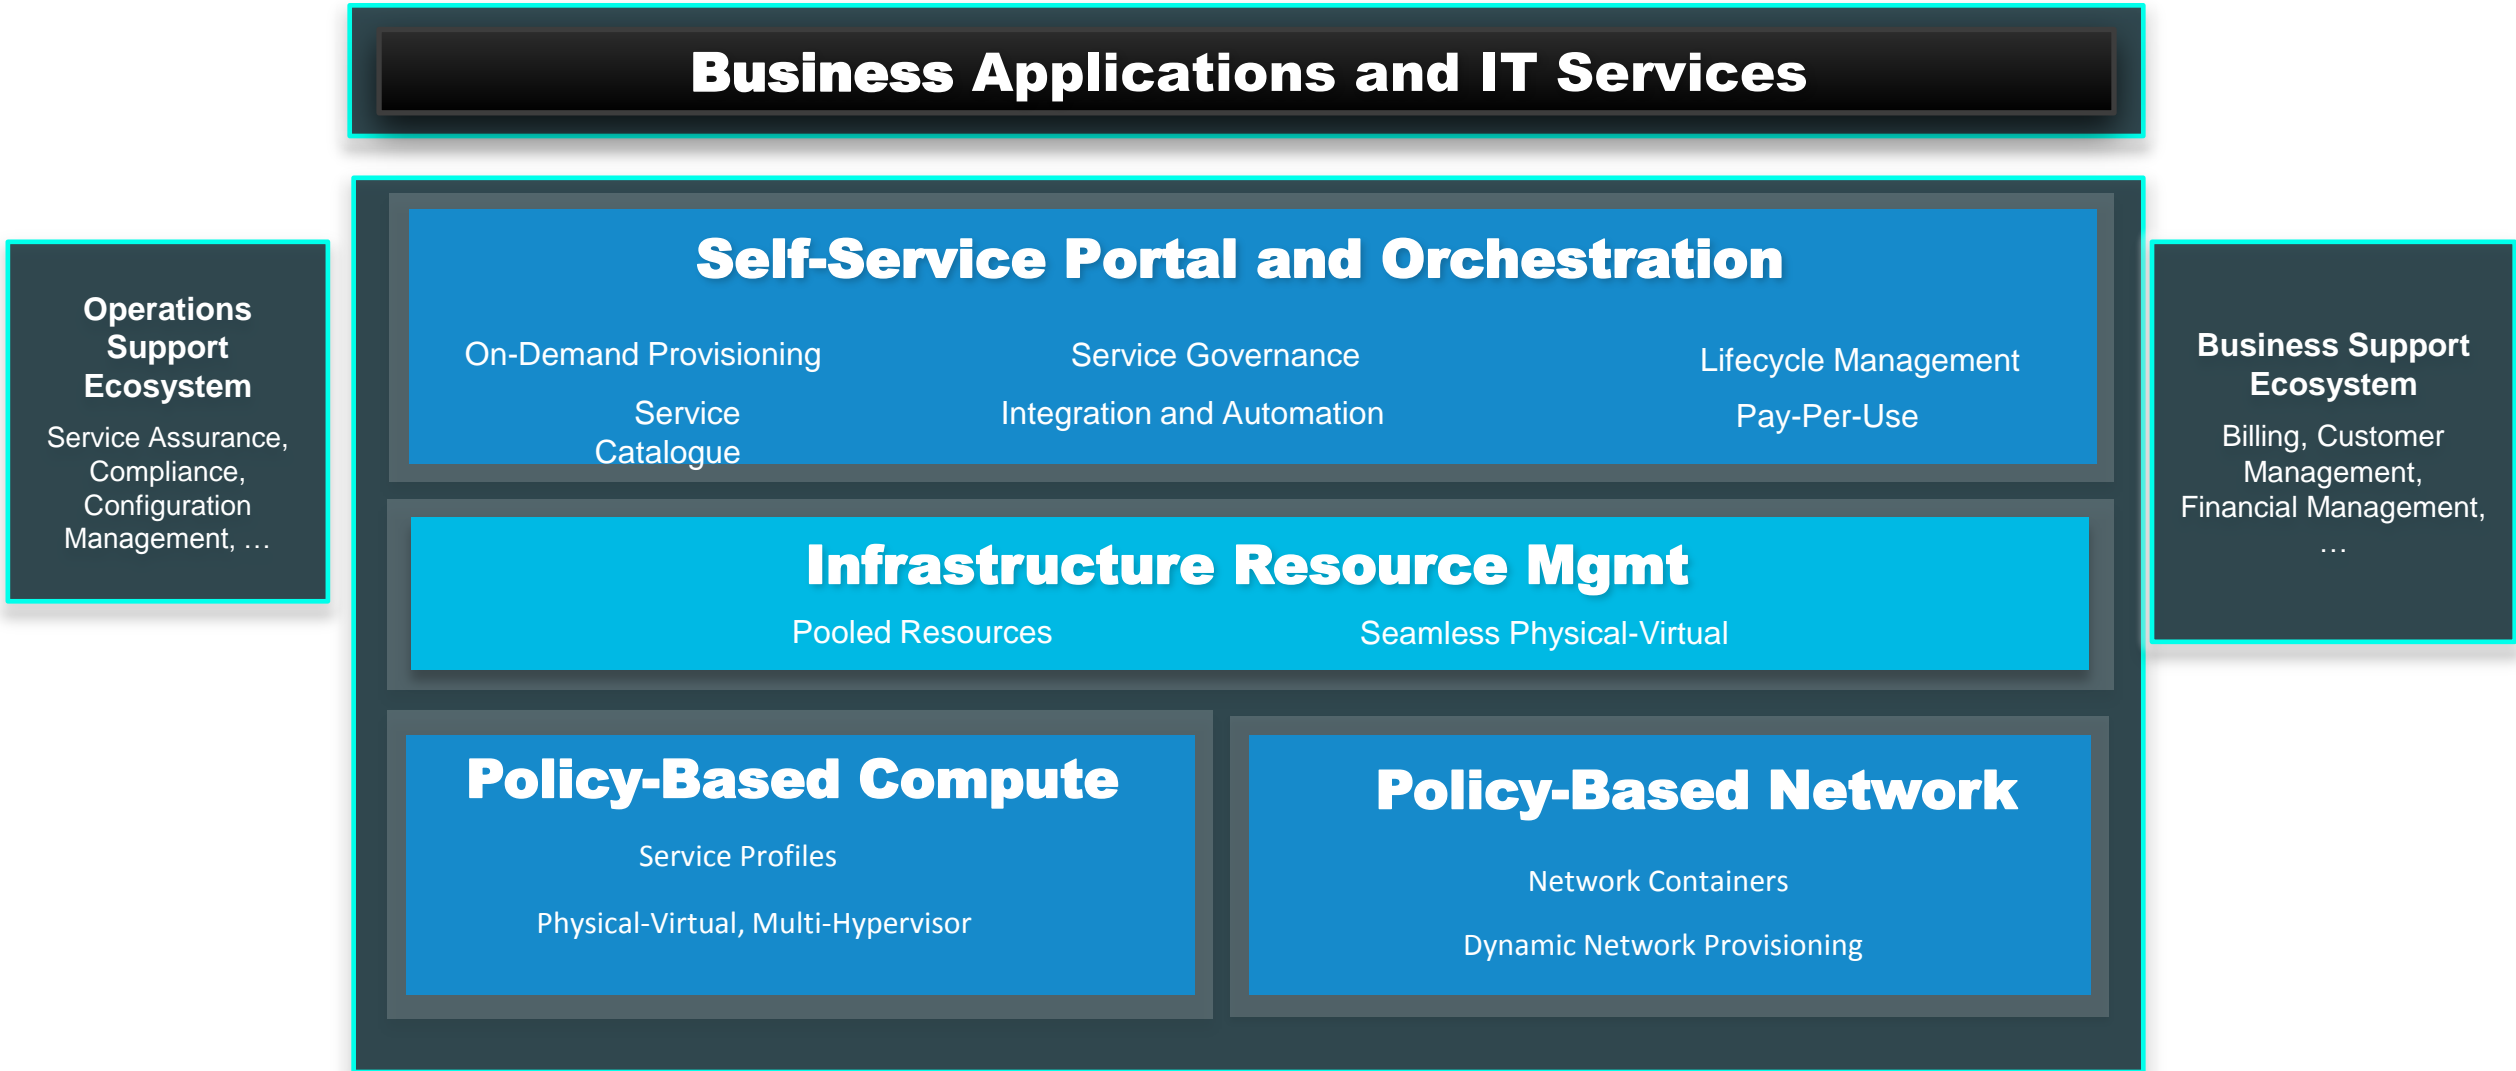 Business Applications and IT Services
Operations
Support
Ecosystem
Service Assurance,
Compliance,
Configuration
Management, …
Self-Service Portal and Orchestration
On-Demand Provisioning
Service Governance
Lifecycle Management
Service
Catalogue
Integration and Automation
Pay-Per-Use
Infrastructure Resource Mgmt
Pooled Resources
Seamless Physical-Virtual
Policy-Based Compute
Service Profiles
Physical-Virtual, Multi-Hypervisor
Policy-Based Network
Network Containers
Dynamic Network Provisioning
Business Support
Ecosystem
Billing, Customer
Management,
Financial Management,
…